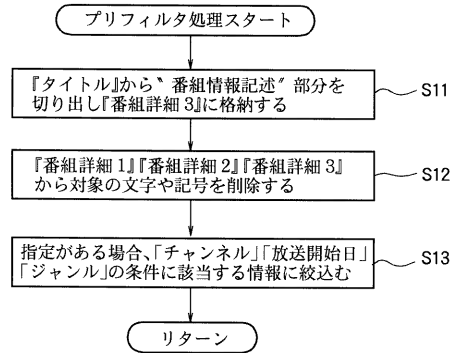 プリフィルタ処理スタート
『タイトル』から〝番組情報記述〟部分を
切り出し『番組詳細3』に格納する
S11
『番組詳細1』『番組詳細2』『番組詳細3』
から対象の文字や記号を削除する
S12
指定がある場合、「チャンネル」「放送開始日」
「ジャンル」の条件に該当する情報に絞込む
S13
リターン